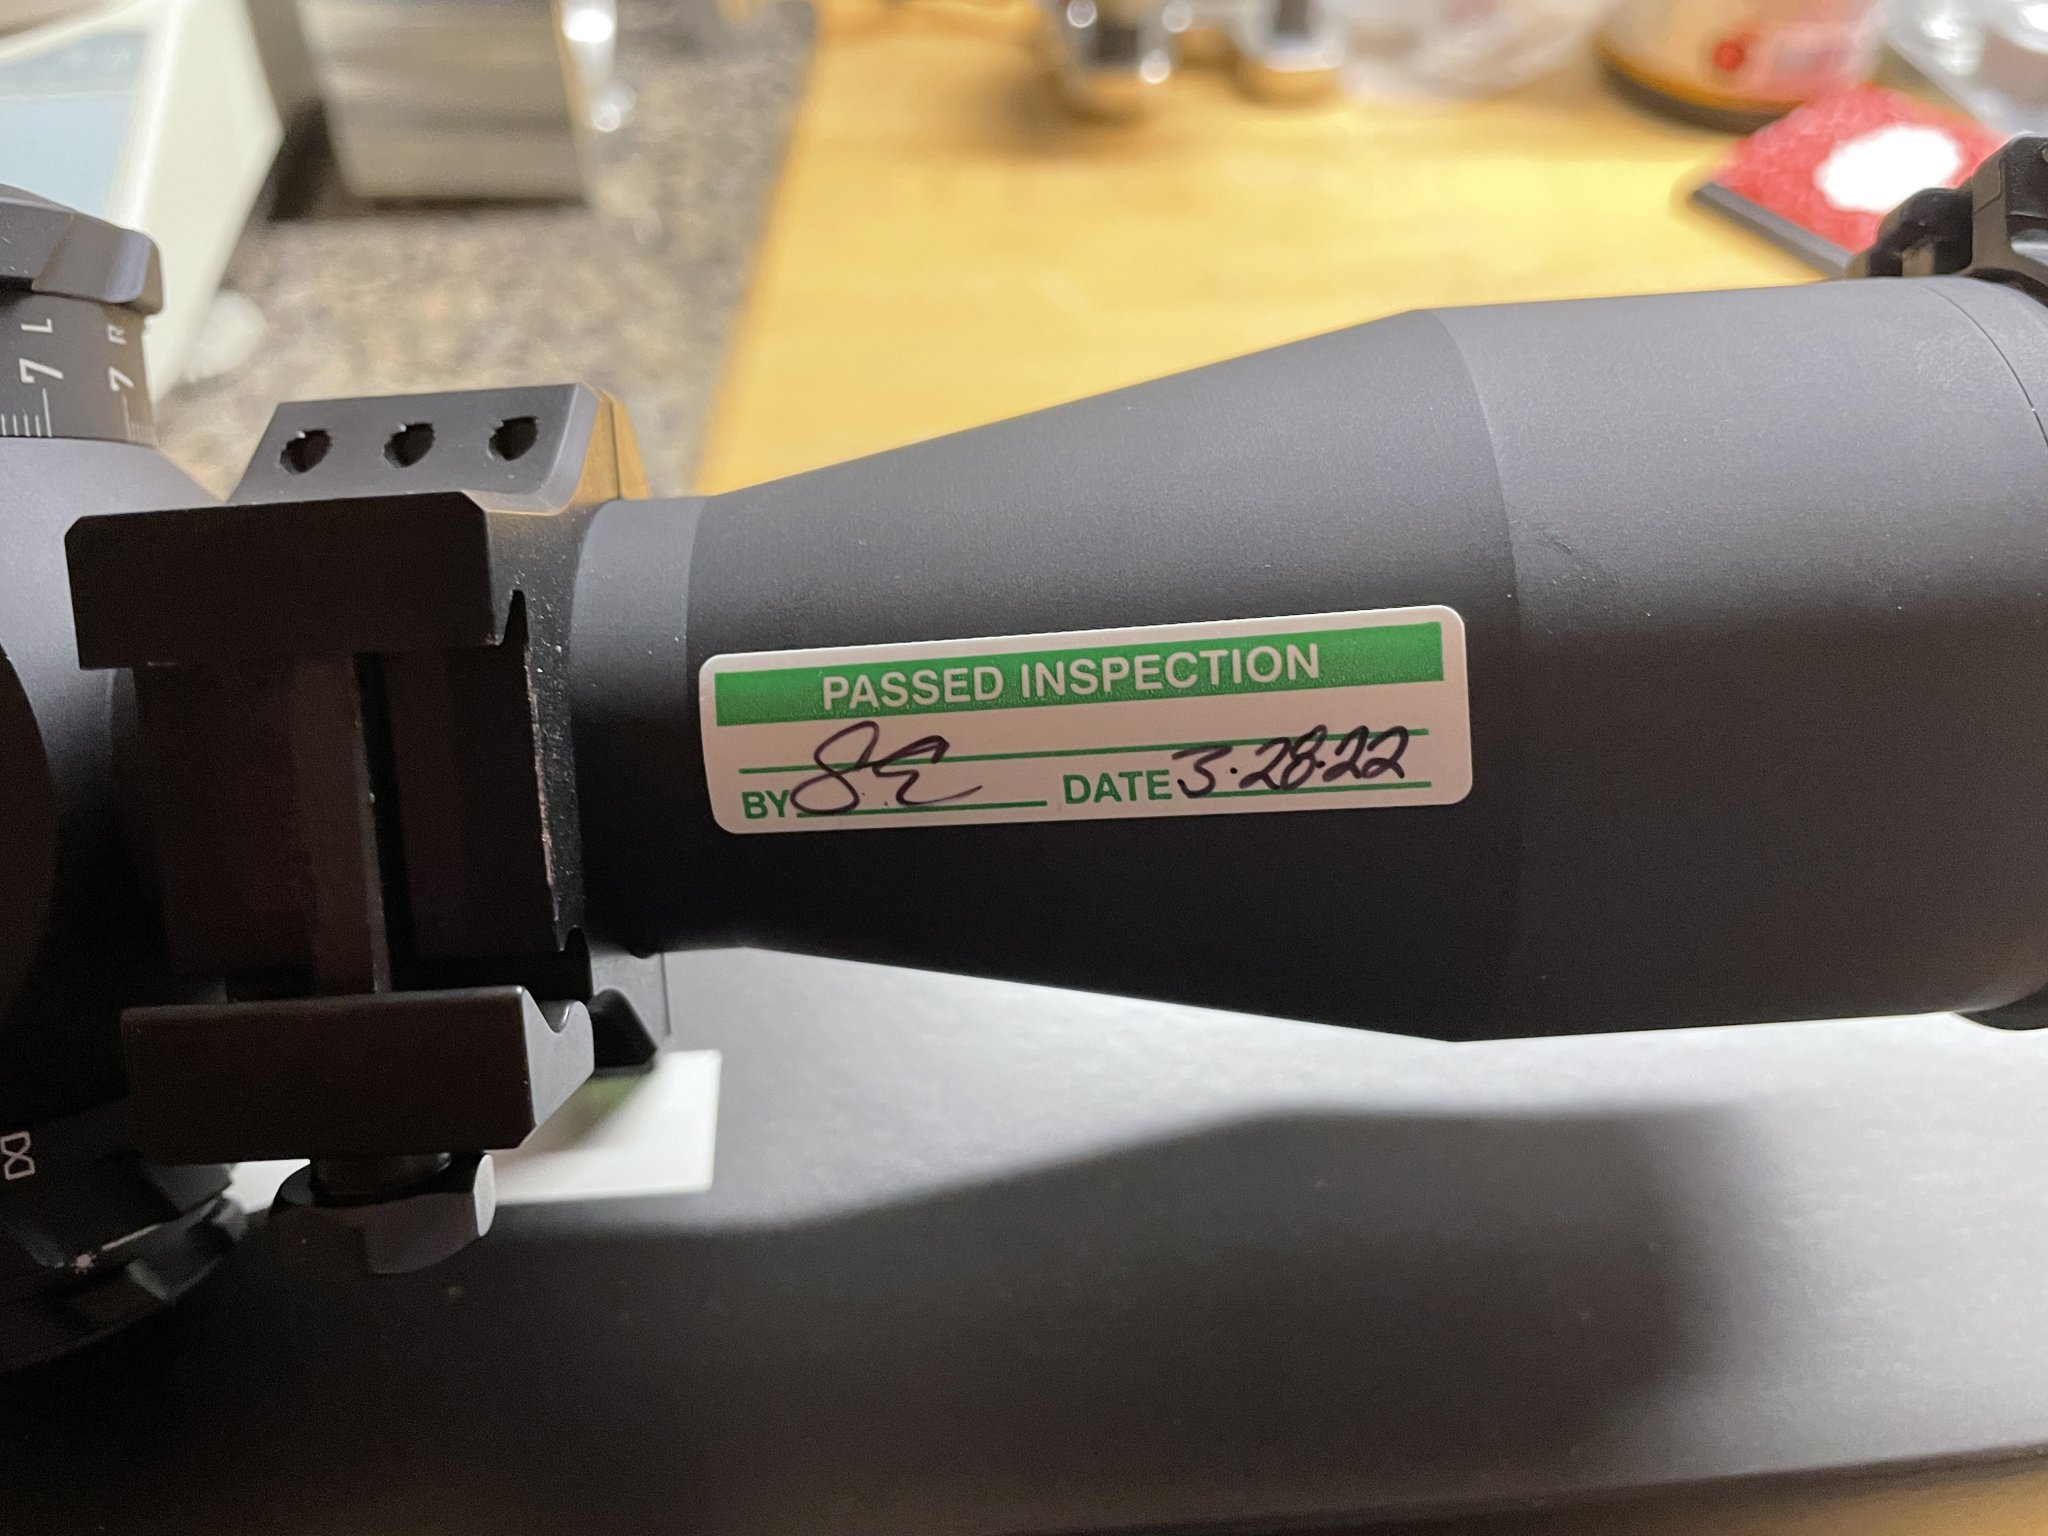 7 L
7 R
PASSED INSPECTION
BY S.E DATE 3.28.22